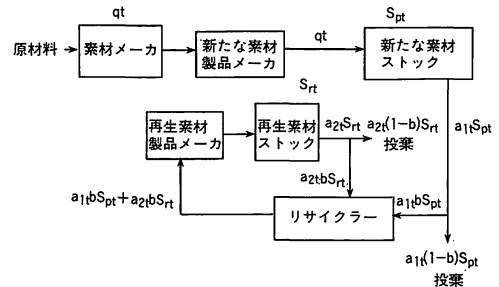 qt
qt
Spt
原材料
素材メーカ
新たな素材
製品メーカ
新たな素材
ストック
Srt
再生素材
製品メーカ
再生素材
ストック
a2tSrt
a2t(1−b)Srt
投棄
a1tSpt
a2tbSrt
a1tbSpt+a2tbSrt
リサイクラー
a1tbSpt
a1t(1−b)Spt
投棄